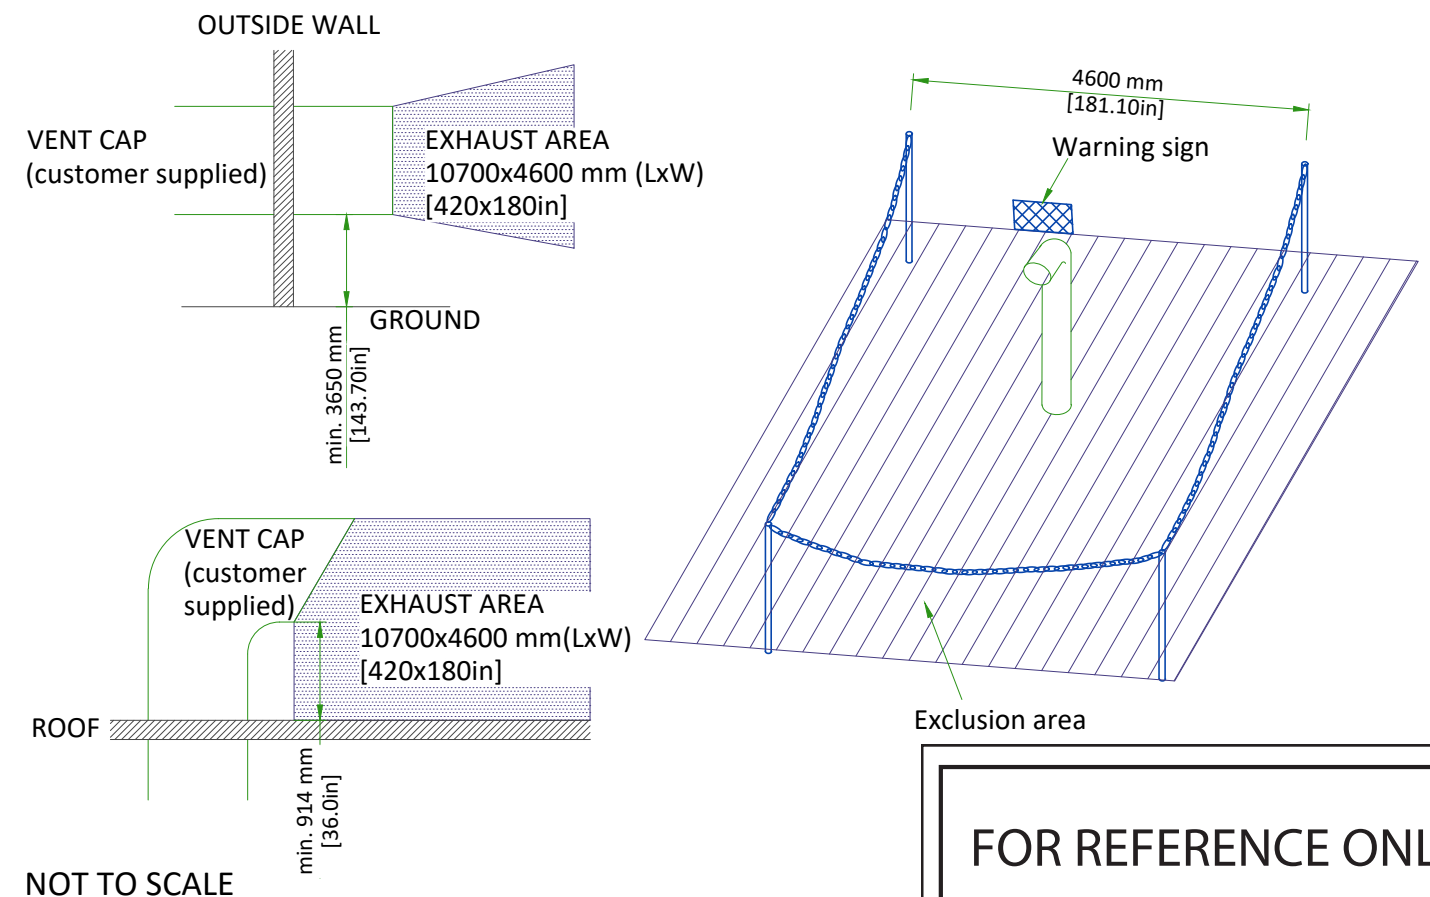 OUTSIDE WALL
VENT CAP
(customer supplied)
EXHAUST AREA
10700x4600 mm (LxW)
[420x180in]
GROUND
min. 3650 mm
[143.70in]
4600 mm
[181.10in]
Warning sign
Exclusion area
VENT CAP
(customer
supplied)
EXHAUST AREA
10700x4600 mm(LxW)
[420x180in]
ROOF
min. 914 mm
[36.0in]
NOT TO SCALE
FOR REFERENCE ONL